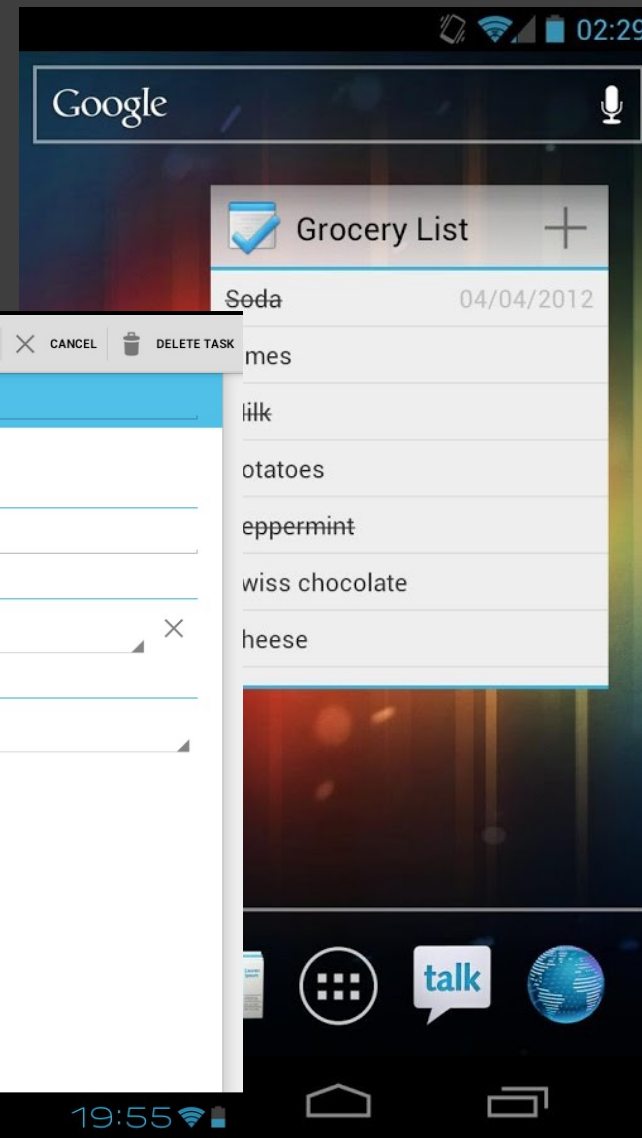 02:29
Google
Grocery List
Soda 04/04/2012
CANCEL DELETE TASK
mes
ilk
otatoes
eppermint
wiss chocolate
heese
talk
19:55